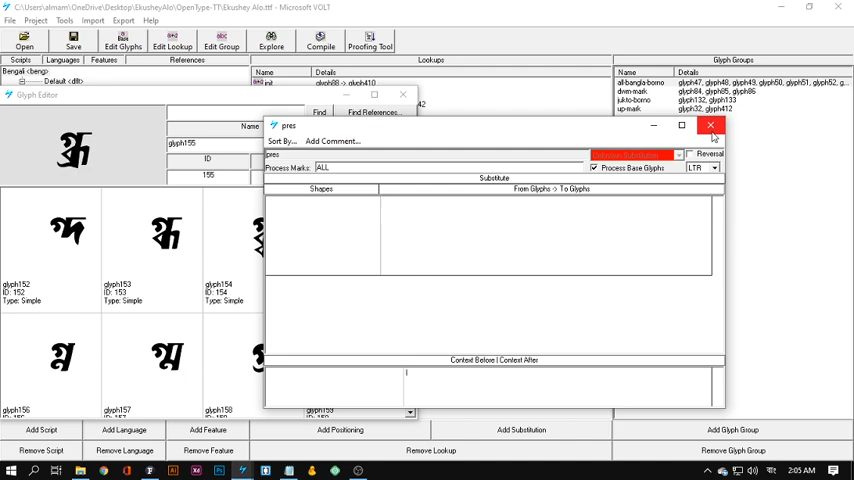 C:\Users\almam\OneDrive\Desktop\EkusheyAlo\OpenType-TT\Ekushey Alo.ttf - Microsoft VOLT
File Project Tools Import Export Help
Open Save Edit Glyphs Edit Lookup Edit Group Explore Compile Proofing Tool
Scripts Languages Features References Lookups Glyph Groups
Bengali <beng> Name Details Name Details
Default <dflt> init glyph88 -> glyph410 all-bangla-borno glyph47, glyph48, glyph49, glyph50, glyph51, glyph52, g
dwn-mark glyph84, glyph85, glyph86
Glyph Editor jukto-borno glyph132, glyph133
42 up-mark glyph32, glyph412
Find Find References...
Name
glyph155
ID
155
pres
Sort By... Add Comment...
pres Reversal
Process Marks: ALL Process Base Glyphs LTR
Substitute
Shapes From Glyphs -> To Glyphs
Context Before | Context After
গ্দ গ্ধ
glyph152 glyph153 glyph154
ID: 152 ID: 153 ID: 154
Type: Simple Type: Simple Type: Simple
গ্ন গ্ম
glyph156 glyph157 glyph158 glyph159
Add Script Add Language Add Feature Add Positioning Add Substitution Add Glyph Group
Remove Script Remove Language Remove Feature Remove Lookup Remove Glyph Group
বাং 2:05 AM